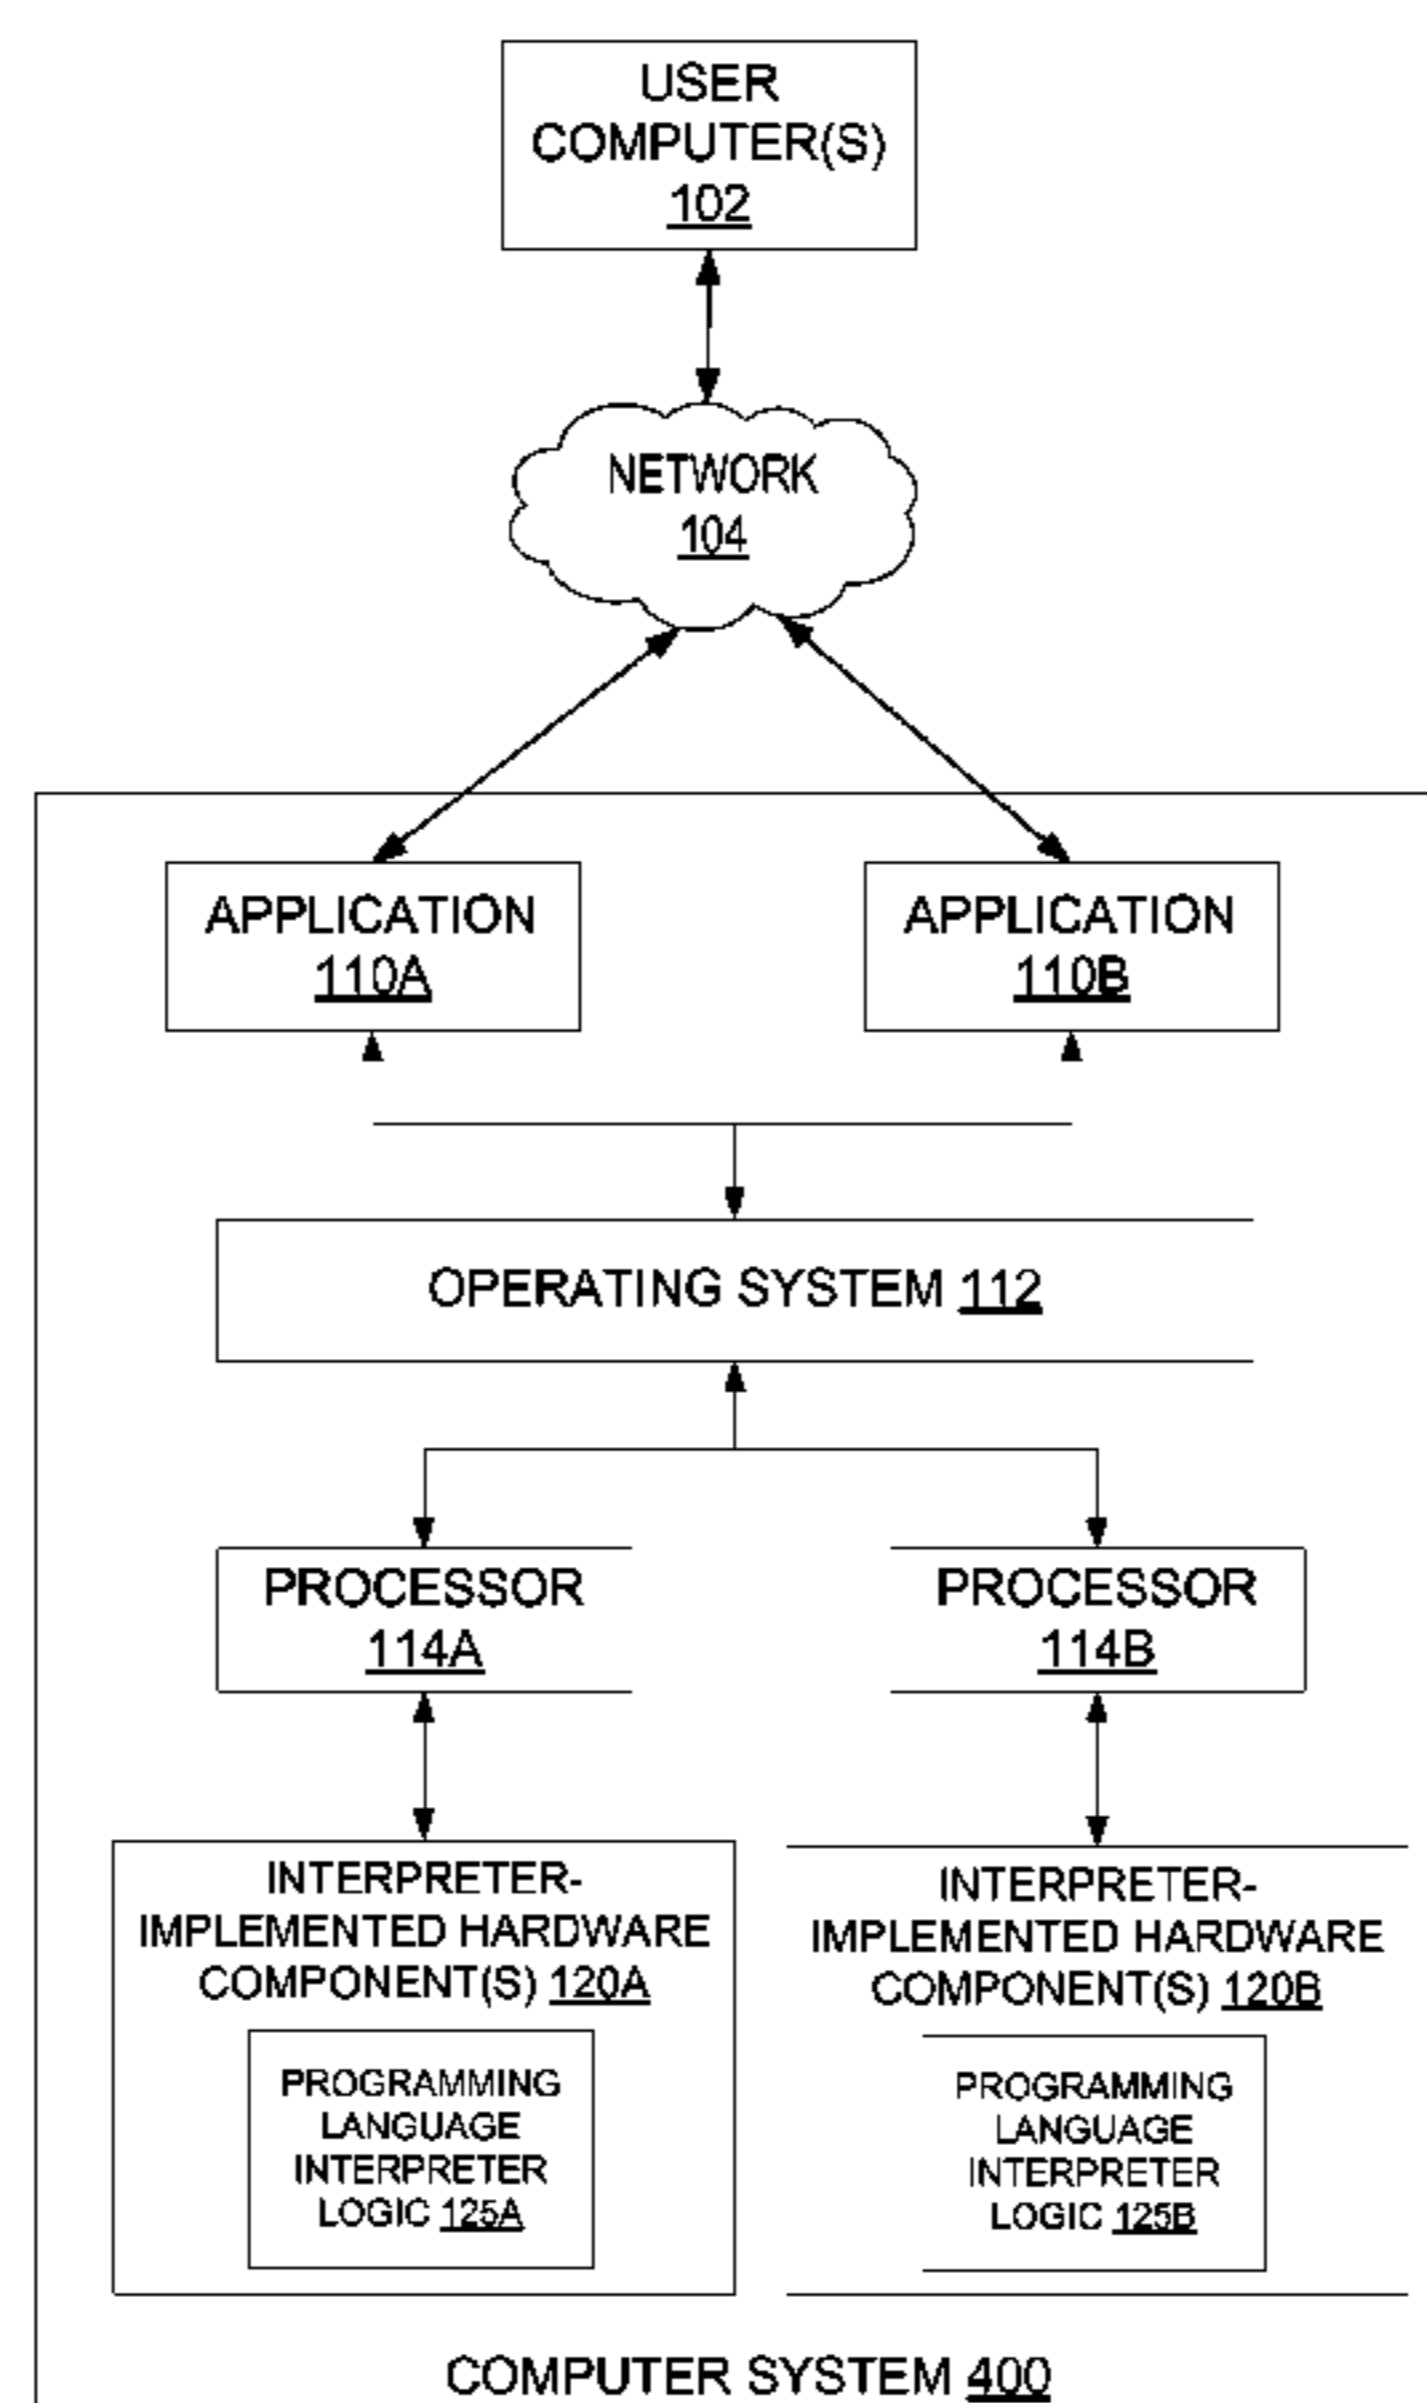 USER
COMPUTER(S)
102
NETWORK
104
APPLICATION
110A
APPLICATION
110B
OPERATING SYSTEM 112
PROCESSOR
114A
PROCESSOR
114B
INTERPRETER-
IMPLEMENTED HARDWARE
COMPONENT(S) 120A
PROGRAMMING
LANGUAGE
INTERPRETER
LOGIC 125A
INTERPRETER-
IMPLEMENTED HARDWARE
COMPONENT(S) 120B
PROGRAMMING
LANGUAGE
INTERPRETER
LOGIC 125B
COMPUTER SYSTEM 400